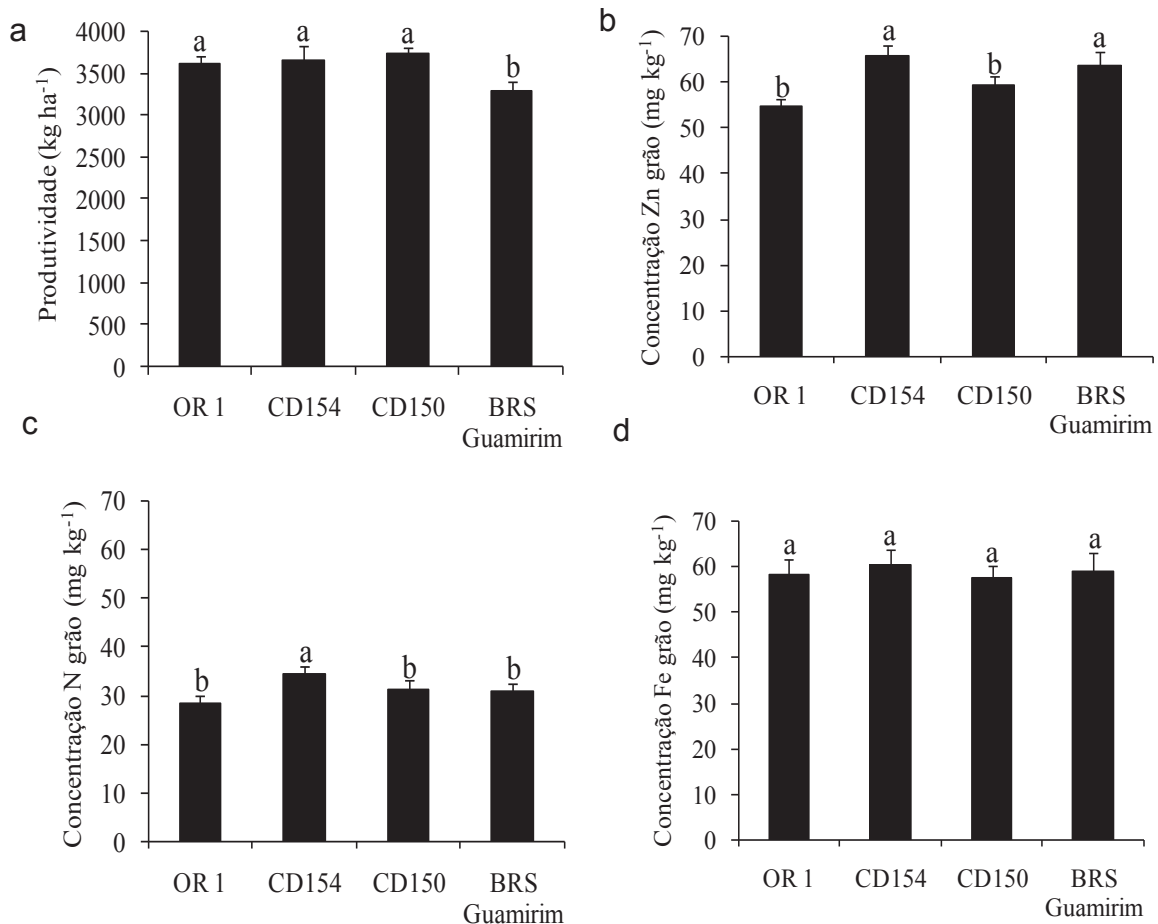 a
Produtividade (kg ha-1)
4000
3500
3000
2500
2000
1500
1000
500
0
a
a
a
b
OR 1
CD154
CD150
BRS
Guamirim
b
Concentração Zn grão (mg kg-1)
70
60
50
40
30
20
10
0
b
a
b
a
OR 1
CD154
CD150
BRS
Guamirim
c
Concentração N grão (mg kg-1)
70
60
50
40
30
20
10
0
b
a
b
b
OR 1
CD154
CD150
BRS
Guamirim
d
Concentração Fe grão (mg kg-1)
70
60
50
40
30
20
10
0
a
a
a
a
OR 1
CD154
CD150
BRS
Guamirim